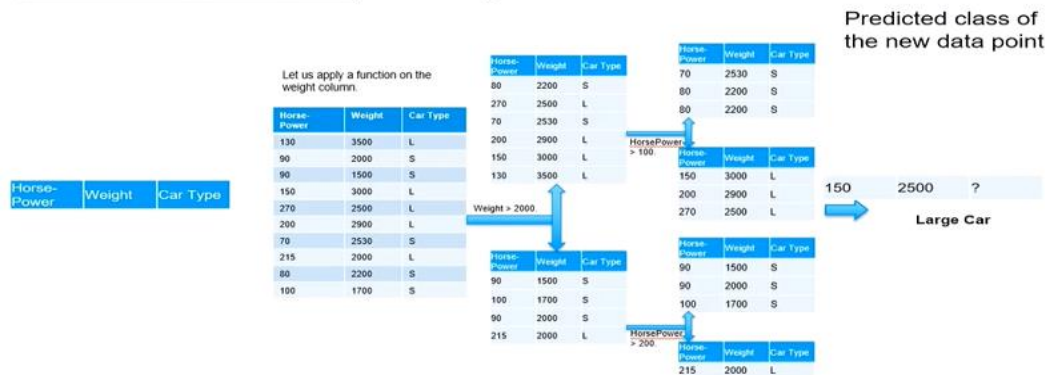 Predicted class of
the new data point
Horse-Power Weight Car Type
Let us apply a function on the
weight column.
Horse-Power Weight Car Type
130 3500 L
90 2000 S
90 1500 S
150 3000 L
270 2500 L
200 2900 L
70 2530 S
215 2000 L
80 2200 S
100 1700 S
Weight > 2000.
Horse-Power Weight Car Type
80 2200 S
270 2500 L
70 2530 S
200 2900 L
150 3000 L
130 3500 L
Horse-Power Weight Car Type
90 1500 S
100 1700 S
90 2000 S
215 2000 L
HorsePower
> 100.
Horse-Power Weight Car Type
70 2530 S
80 2200 S
80 2200 S
Horse-Power Weight Car Type
150 3000 L
200 2900 L
270 2500 L
HorsePower
> 200.
Horse-Power Weight Car Type
90 1500 S
90 2000 S
100 1700 S
Horse-Power Weight Car Type
215 2000 L
150 2500 ?
Large Car